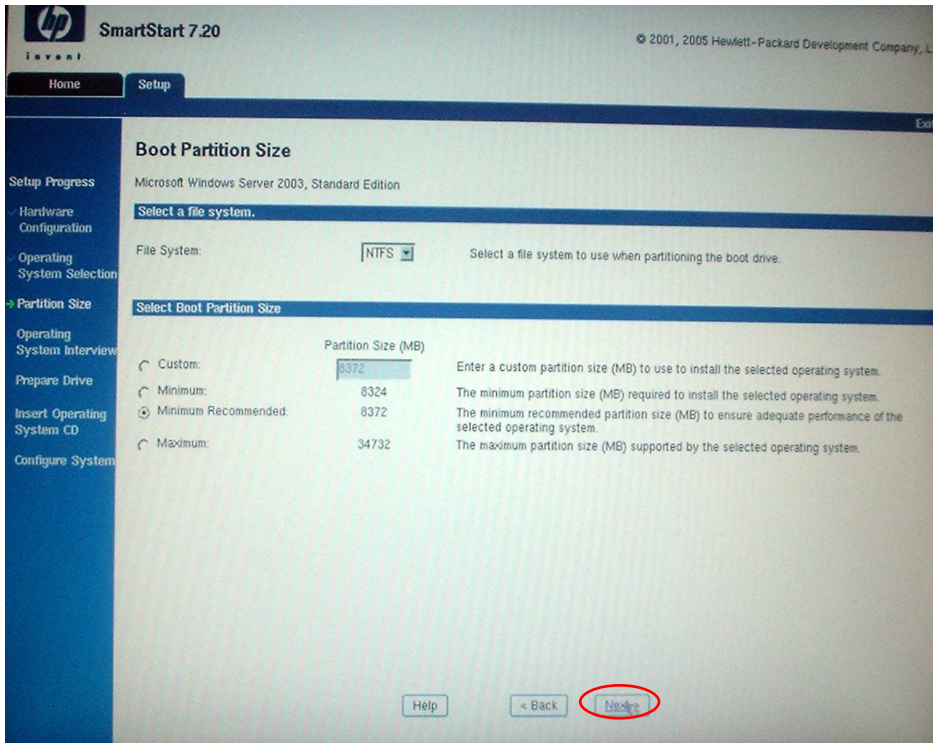 hp
invent
SmartStart 7.20
© 2001, 2005 Hewlett-Packard Development Company, L
Home
Setup
Exit
Setup Progress
Hardware
Configuration
Operating
System Selection
Partition Size
Operating
System Interview
Prepare Drive
Insert Operating
System CD
Configure System
Boot Partition Size
Microsoft Windows Server 2003, Standard Edition
Select a file system.
File System: NTFS Select a file system to use when partitioning the boot drive.
Select Boot Partition Size
Partition Size (MB)
Custom: 8372 Enter a custom partition size (MB) to use to install the selected operating system.
Minimum: 8324 The minimum partition size (MB) required to install the selected operating system.
Minimum Recommended: 8372 The minimum recommended partition size (MB) to ensure adequate performance of the
selected operating system.
Maximum: 34732 The maximum partition size (MB) supported by the selected operating system.
Help < Back Next >